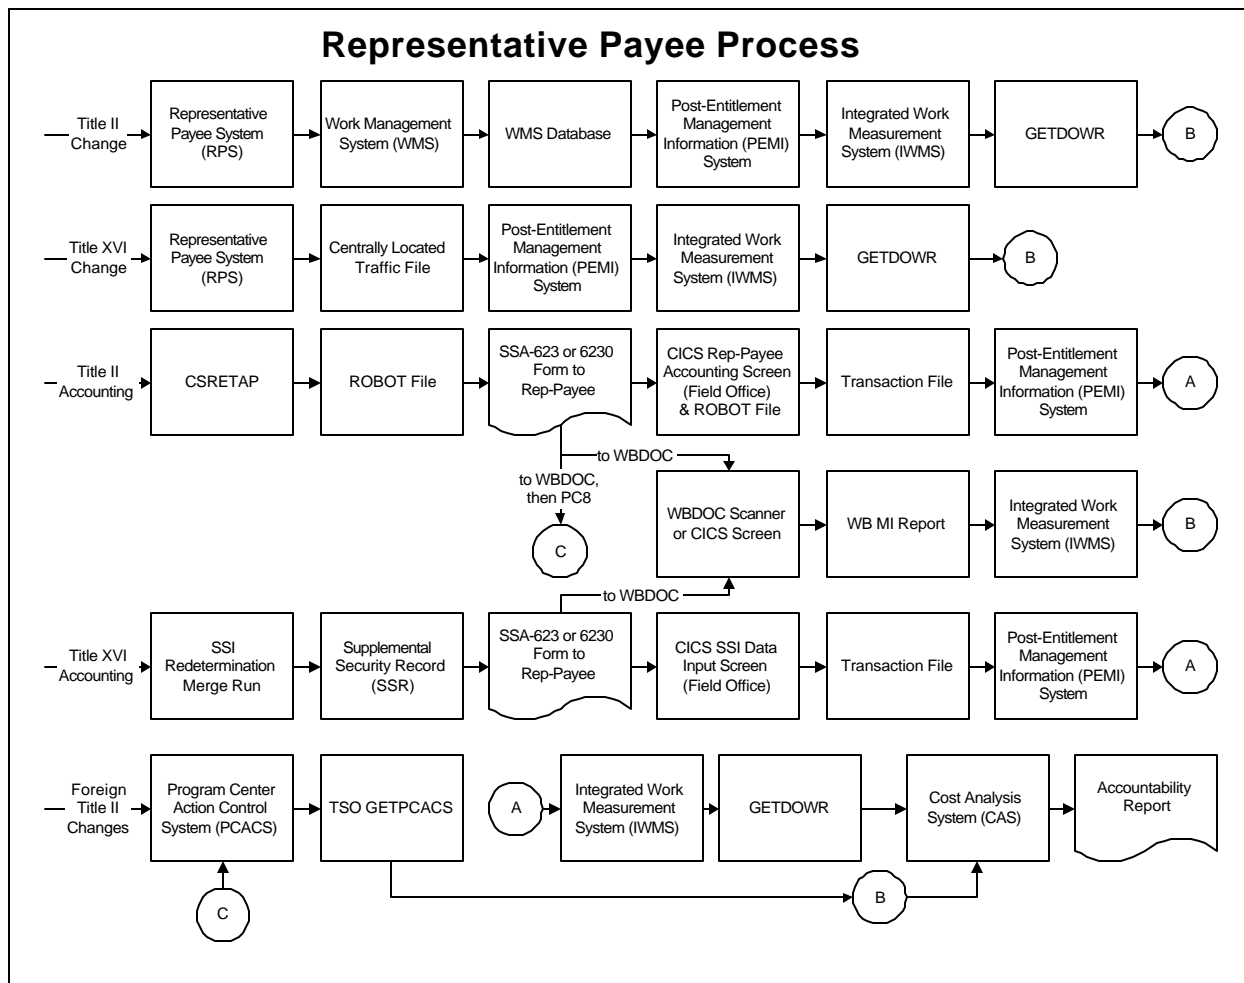 Representative Payee Process
Title II
Change
Representative
Payee System
(RPS)
Work Management
System (WMS)
WMS Database
Post-Entitlement
Management
Information (PEMI)
System
Integrated Work
Measurement
System (IWMS)
GETDOWR
B
Title XVI
Change
Representative
Payee System
(RPS)
Centrally Located
Traffic File
Post-Entitlement
Management
Information (PEMI)
System
Integrated Work
Measurement
System (IWMS)
GETDOWR
B
Title II
Accounting
CSRETAP
ROBOT File
SSA-623 or 6230
Form to
Rep-Payee
CICS Rep-Payee
Accounting Screen
(Field Office)
& ROBOT File
Transaction File
Post-Entitlement
Management
Information (PEMI)
System
A
to WBDOC
to WBDOC,
then PC8
C
WBDOC Scanner
or CICS Screen
WB MI Report
Integrated Work
Measurement
System (IWMS)
B
to WBDOC
Title XVI
Accounting
SSI
Redetermination
Merge Run
Supplemental
Security Record
(SSR)
SSA-623 or 6230
Form to
Rep-Payee
CICS SSI Data
Input Screen
(Field Office)
Transaction File
Post-Entitlement
Management
Information (PEMI)
System
A
Foreign
Title II
Changes
Program Center
Action Control
System (PCACS)
TSO GETPCACS
A
Integrated Work
Measurement
System (IWMS)
GETDOWR
Cost Analysis
System (CAS)
Accountability
Report
C
B